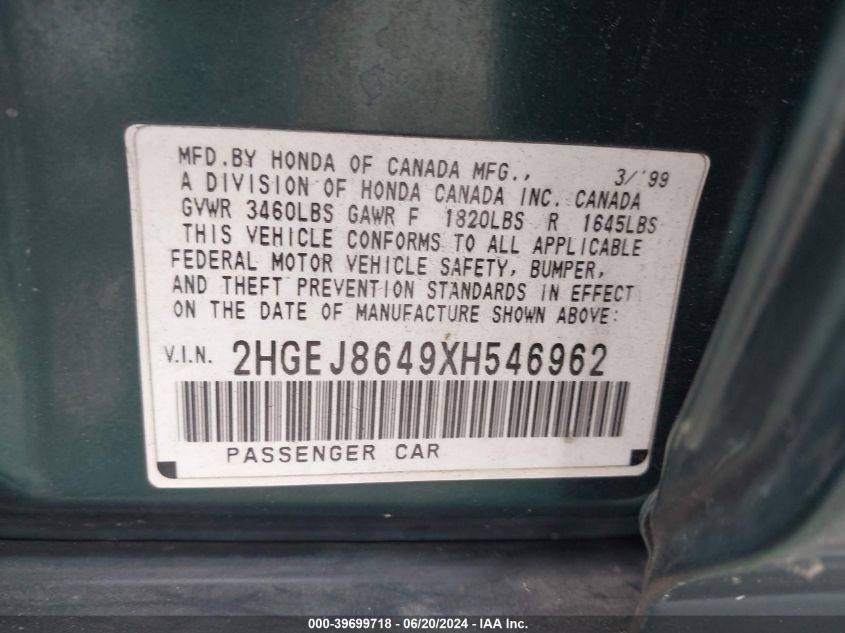 MFD.BY HONDA OF CANADA MFG., 3/'99
A DIVISION OF HONDA CANADA INC. CANADA
GVWR 3460LBS GAWR F 1820LBS R 1645LBS
THIS VEHICLE CONFORMS TO ALL APPLICABLE
FEDERAL MOTOR VEHICLE SAFETY, BUMPER,
AND THEFT PREVENTION STANDARDS IN EFFECT
ON THE DATE OF MANUFACTURE SHOWN ABOVE:
V.I.N. 2HGEJ8649XH546962
PASSENGER CAR
000-39699718 - 06/20/2024 - IAA, Inc.